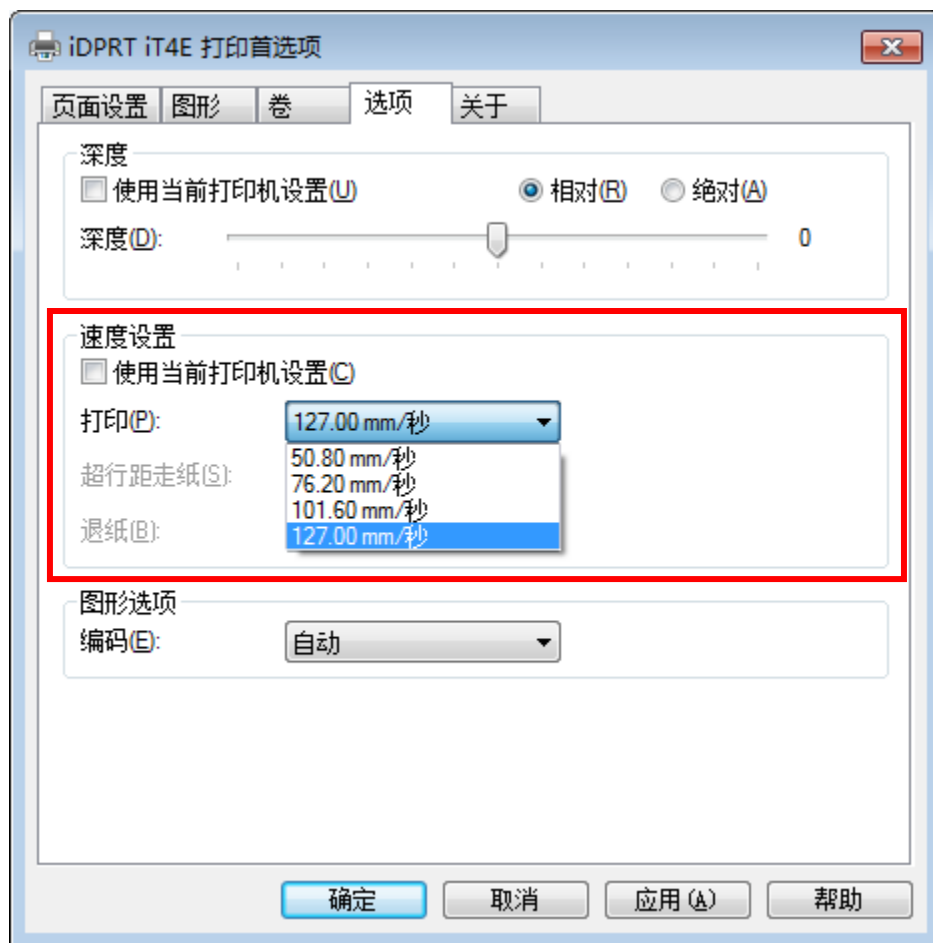 iDPRT iT4E 打印首选项
页面设置 图形 卷 选项 关于
深度
使用当前打印机设置(U) 相对(R) 绝对(A)
深度(D): 0
速度设置
使用当前打印机设置(C)
打印(P): 127.00 mm/秒
50.80 mm/秒
超行距走纸(S): 76.20 mm/秒
101.60 mm/秒
退纸(B): 127.00 mm/秒
图形选项
编码(E): 自动
确定 取消 应用(A) 帮助